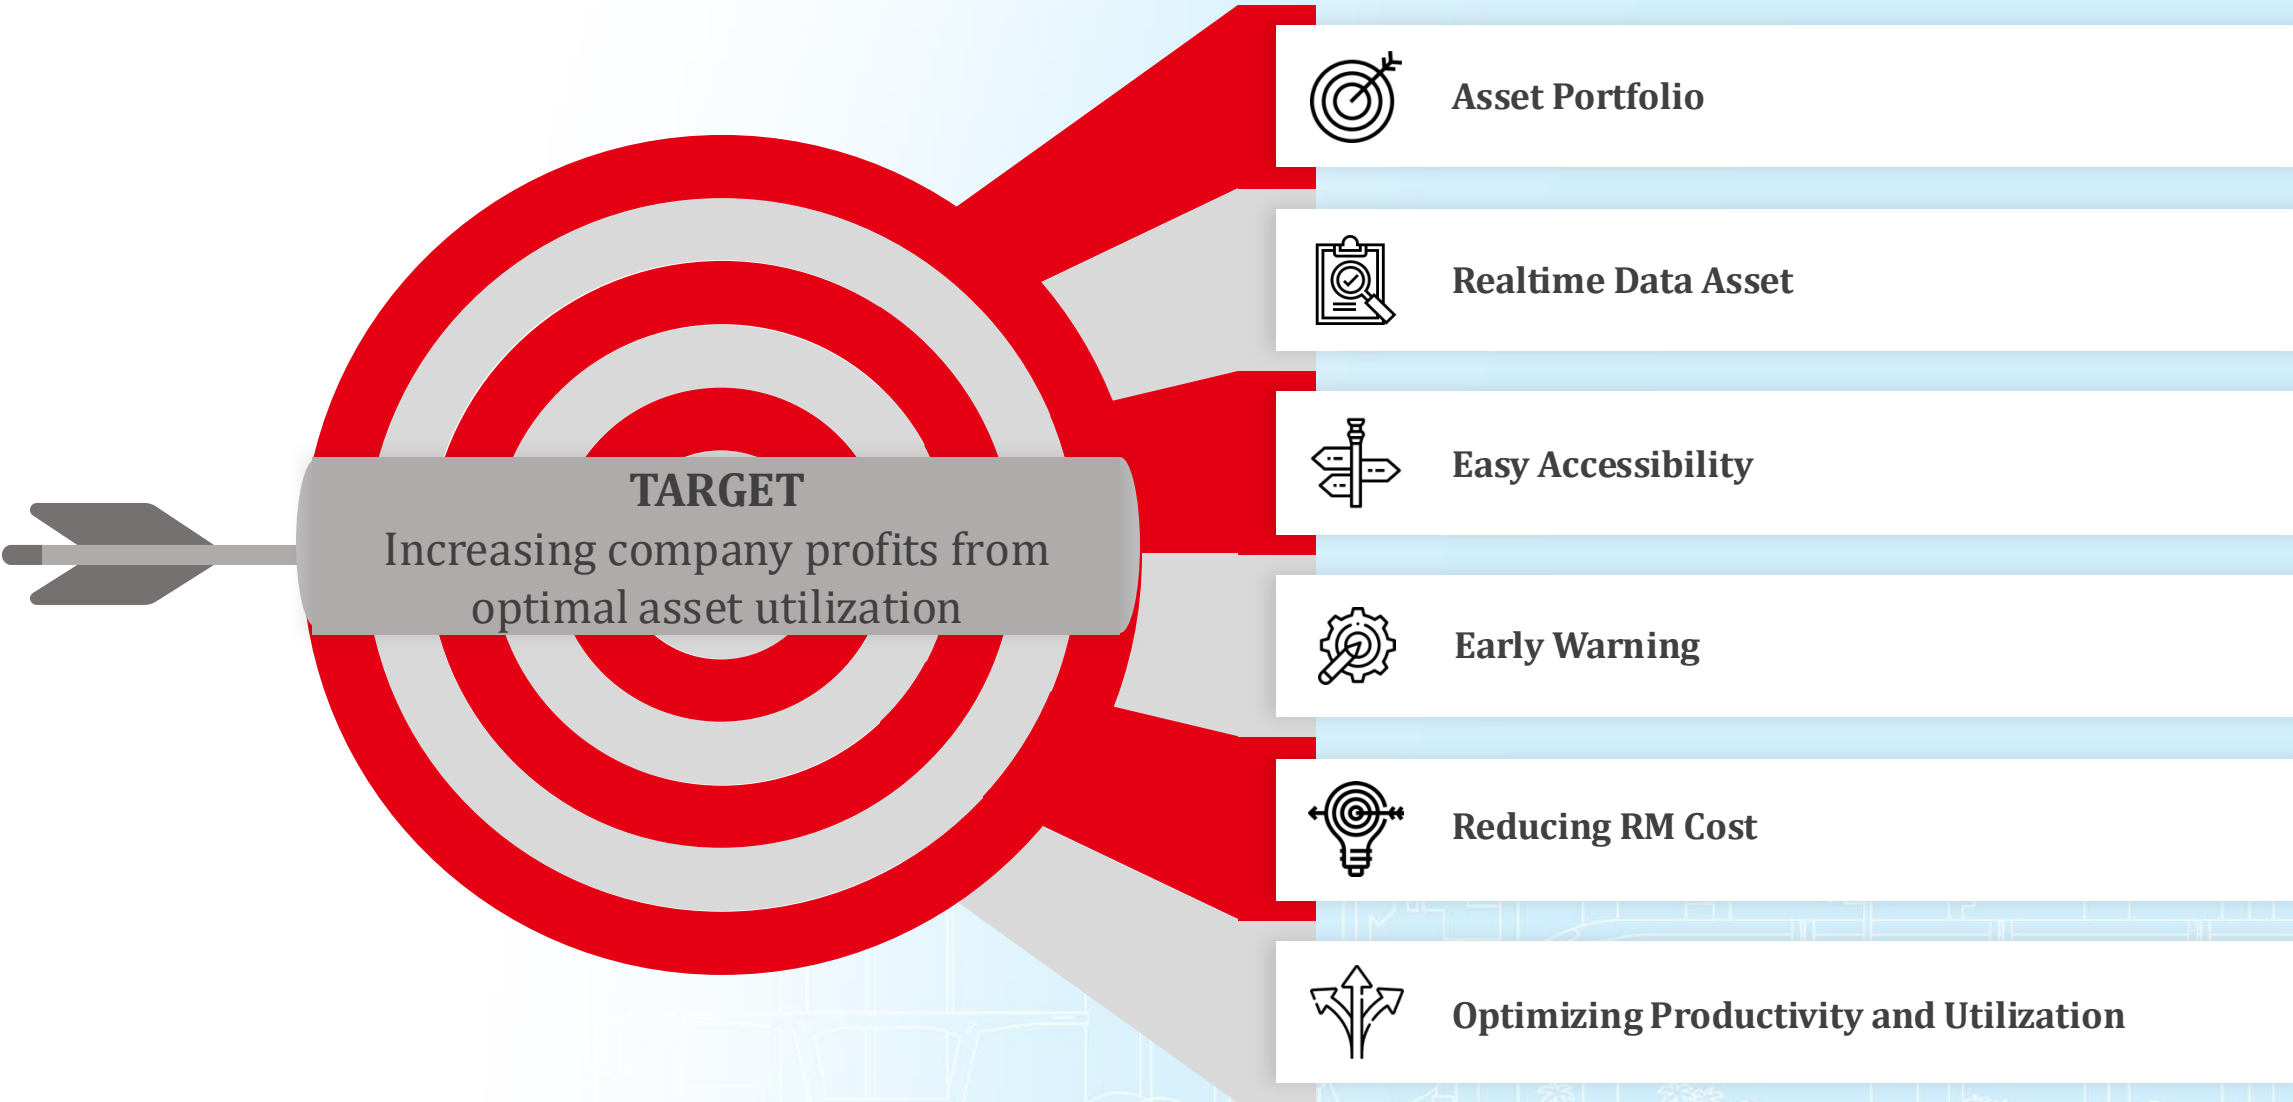 TARGET
Increasing company profits from
optimal asset utilization
Asset Portfolio
Realtime Data Asset
Easy Accessibility
Early Warning
Reducing RM Cost
Optimizing Productivity and Utilization